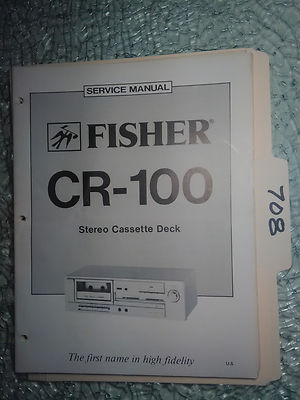 SERVICE MANUAL
FISHER®
CR-100
Stereo Cassette Deck
708
The first name in high fidelity
U.S